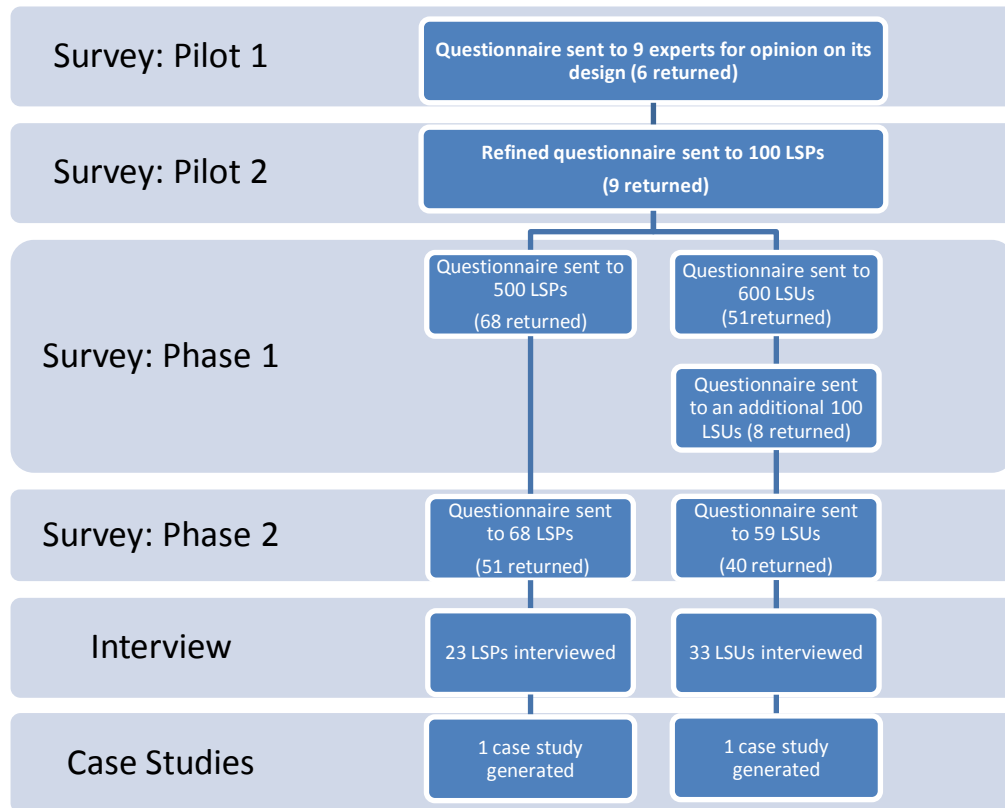 Survey: Pilot 1
Questionnaire sent to 9 experts for opinion on its
design (6 returned)
Survey: Pilot 2
Refined questionnaire sent to 100 LSPs
(9 returned)
Survey: Phase 1
Questionnaire sent to
500 LSPs
(68 returned)
Questionnaire sent to
600 LSUs
(51returned)
Questionnaire sent
to an additional 100
LSUs (8 returned)
Survey: Phase 2
Questionnaire sent
to 68 LSPs
(51 returned)
Questionnaire sent
to 59 LSUs
(40 returned)
Interview
23 LSPs interviewed
33 LSUs interviewed
Case Studies
1 case study
generated
1 case study
generated